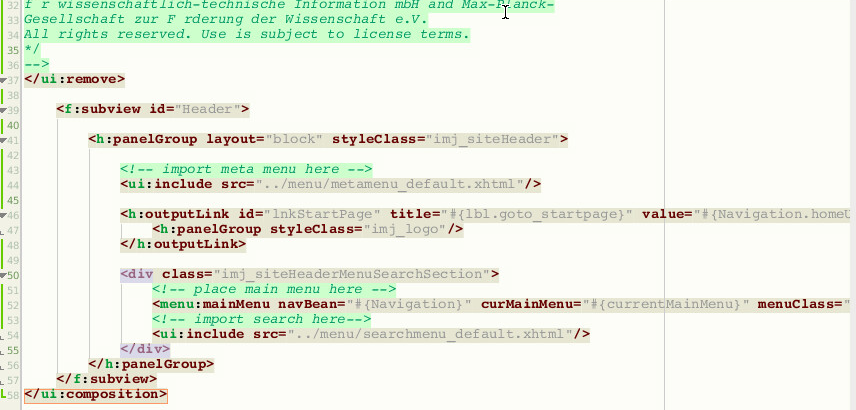 32 f r wissenschaftlich-technische Information mbH and Max-Planck-
33 Gesellschaft zur F rderung der Wissenschaft e.V.
34 All rights reserved. Use is subject to license terms.
35 */
36 -->
37 </ui:remove>
38
39 <f:subview id="Header">
40
41 <h:panelGroup layout="block" styleClass="imj_siteHeader">
42
43 <!-- import meta menu here -->
44 <ui:include src="../menu/metamenu_default.xhtml"/>
45
46 <h:outputLink id="lnkStartPage" title="#{lbl.goto_startpage}" value="#{Navigation.homeU
47 <h:panelGroup styleClass="imj_logo"/>
48 </h:outputLink>
49
50 <div class="imj_siteHeaderMenuSearchSection">
51 <!-- place main menu here -->
52 <menu:mainMenu navBean="#{Navigation}" curMainMenu="#{currentMainMenu}" menuClass="
53 <!-- import search here-->
54 <ui:include src="../menu/searchmenu_default.xhtml"/>
55 </div>
56 </h:panelGroup>
57 </f:subview>
58 </ui:composition>